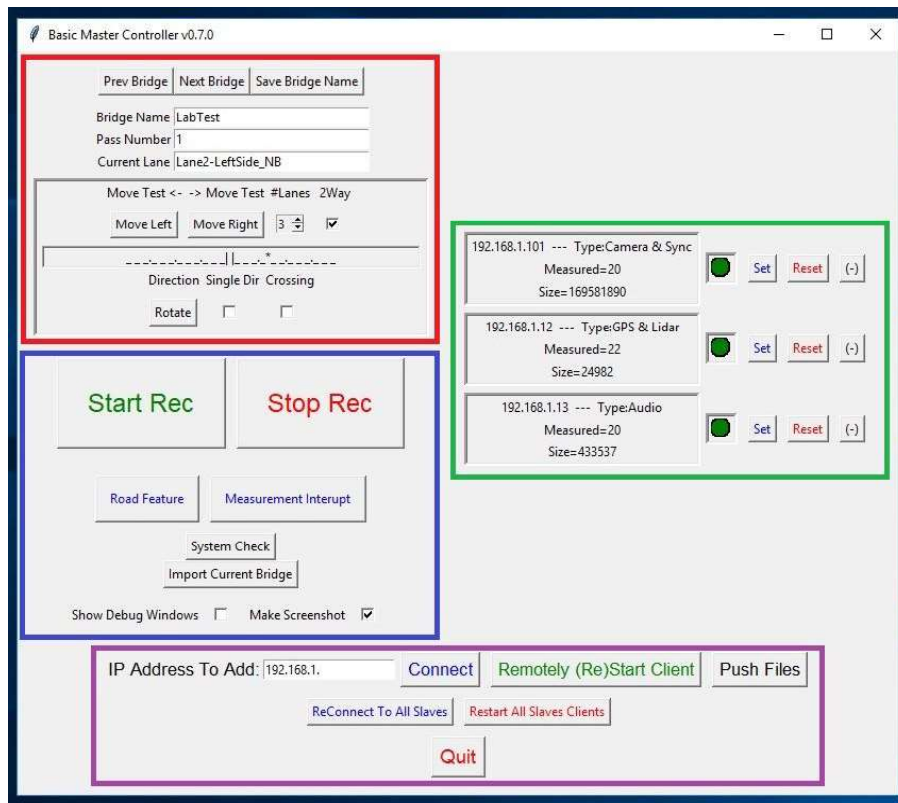 Basic Master Controller v0.7.0
Prev Bridge Next Bridge Save Bridge Name
Bridge Name LabTest
Pass Number 1
Current Lane Lane2-LeftSide_NB
Move Test <- -> Move Test #Lanes 2Way
Move Left Move Right 3
_ _ _._ _ _._ _ _| |_ _ _._*_ _._ _ _
Direction Single Dir Crossing
Rotate
192.168.1.101 --- Type:Camera & Sync
Measured=20
Size=169581890
Set Reset (-)
192.168.1.12 --- Type:GPS & Lidar
Measured=22
Size=24982
Set Reset (-)
192.168.1.13 --- Type:Audio
Measured=20
Size=433537
Set Reset (-)
Start Rec Stop Rec
Road Feature Measurement Interupt
System Check
Import Current Bridge
Show Debug Windows Make Screenshot
IP Address To Add: 192.168.1. Connect Remotely (Re)Start Client Push Files
ReConnect To All Slaves Restart All Slaves Clients
Quit